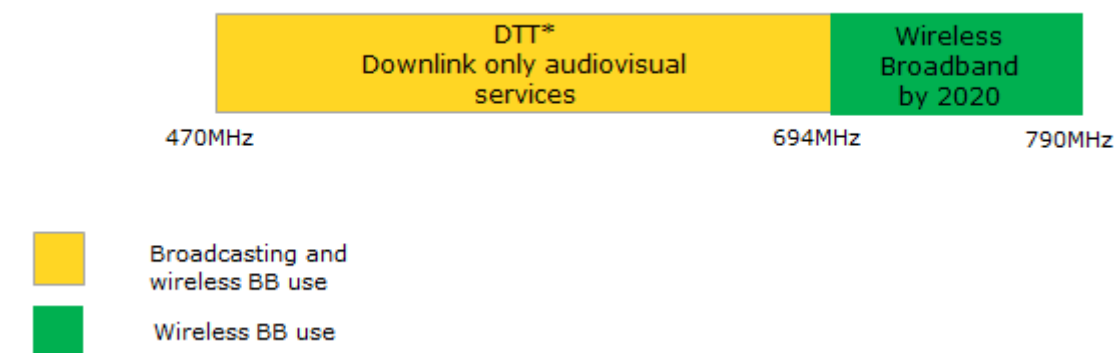 DTT*
Downlink only audiovisual
services
Wireless
Broadband
by 2020
470MHz
694MHz
790MHz
Broadcasting and
wireless BB use
Wireless BB use